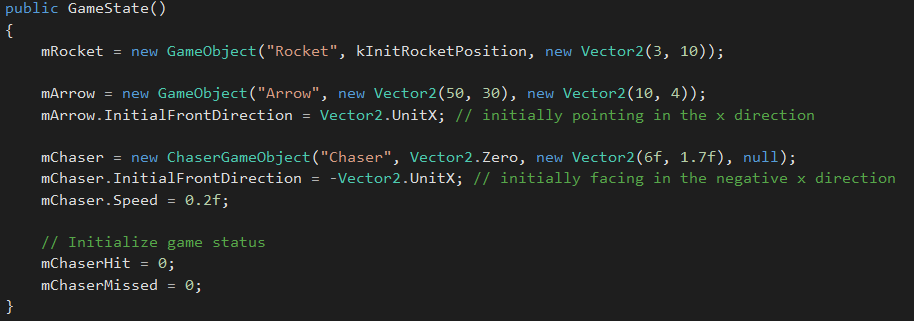 public GameState()
{
mRocket = new GameObject("Rocket", kInitRocketPosition, new Vector2(3, 10));
mArrow = new GameObject("Arrow", new Vector2(50, 30), new Vector2(10, 4));
mArrow.InitialFrontDirection = Vector2.UnitX; // initially pointing in the x direction
mChaser = new ChaserGameObject("Chaser", Vector2.Zero, new Vector2(6f, 1.7f), null);
mChaser.InitialFrontDirection = -Vector2.UnitX; // initially facing in the negative x direction
mChaser.Speed = 0.2f;
// Initialize game status
mChaserHit = 0;
mChaserMissed = 0;
}